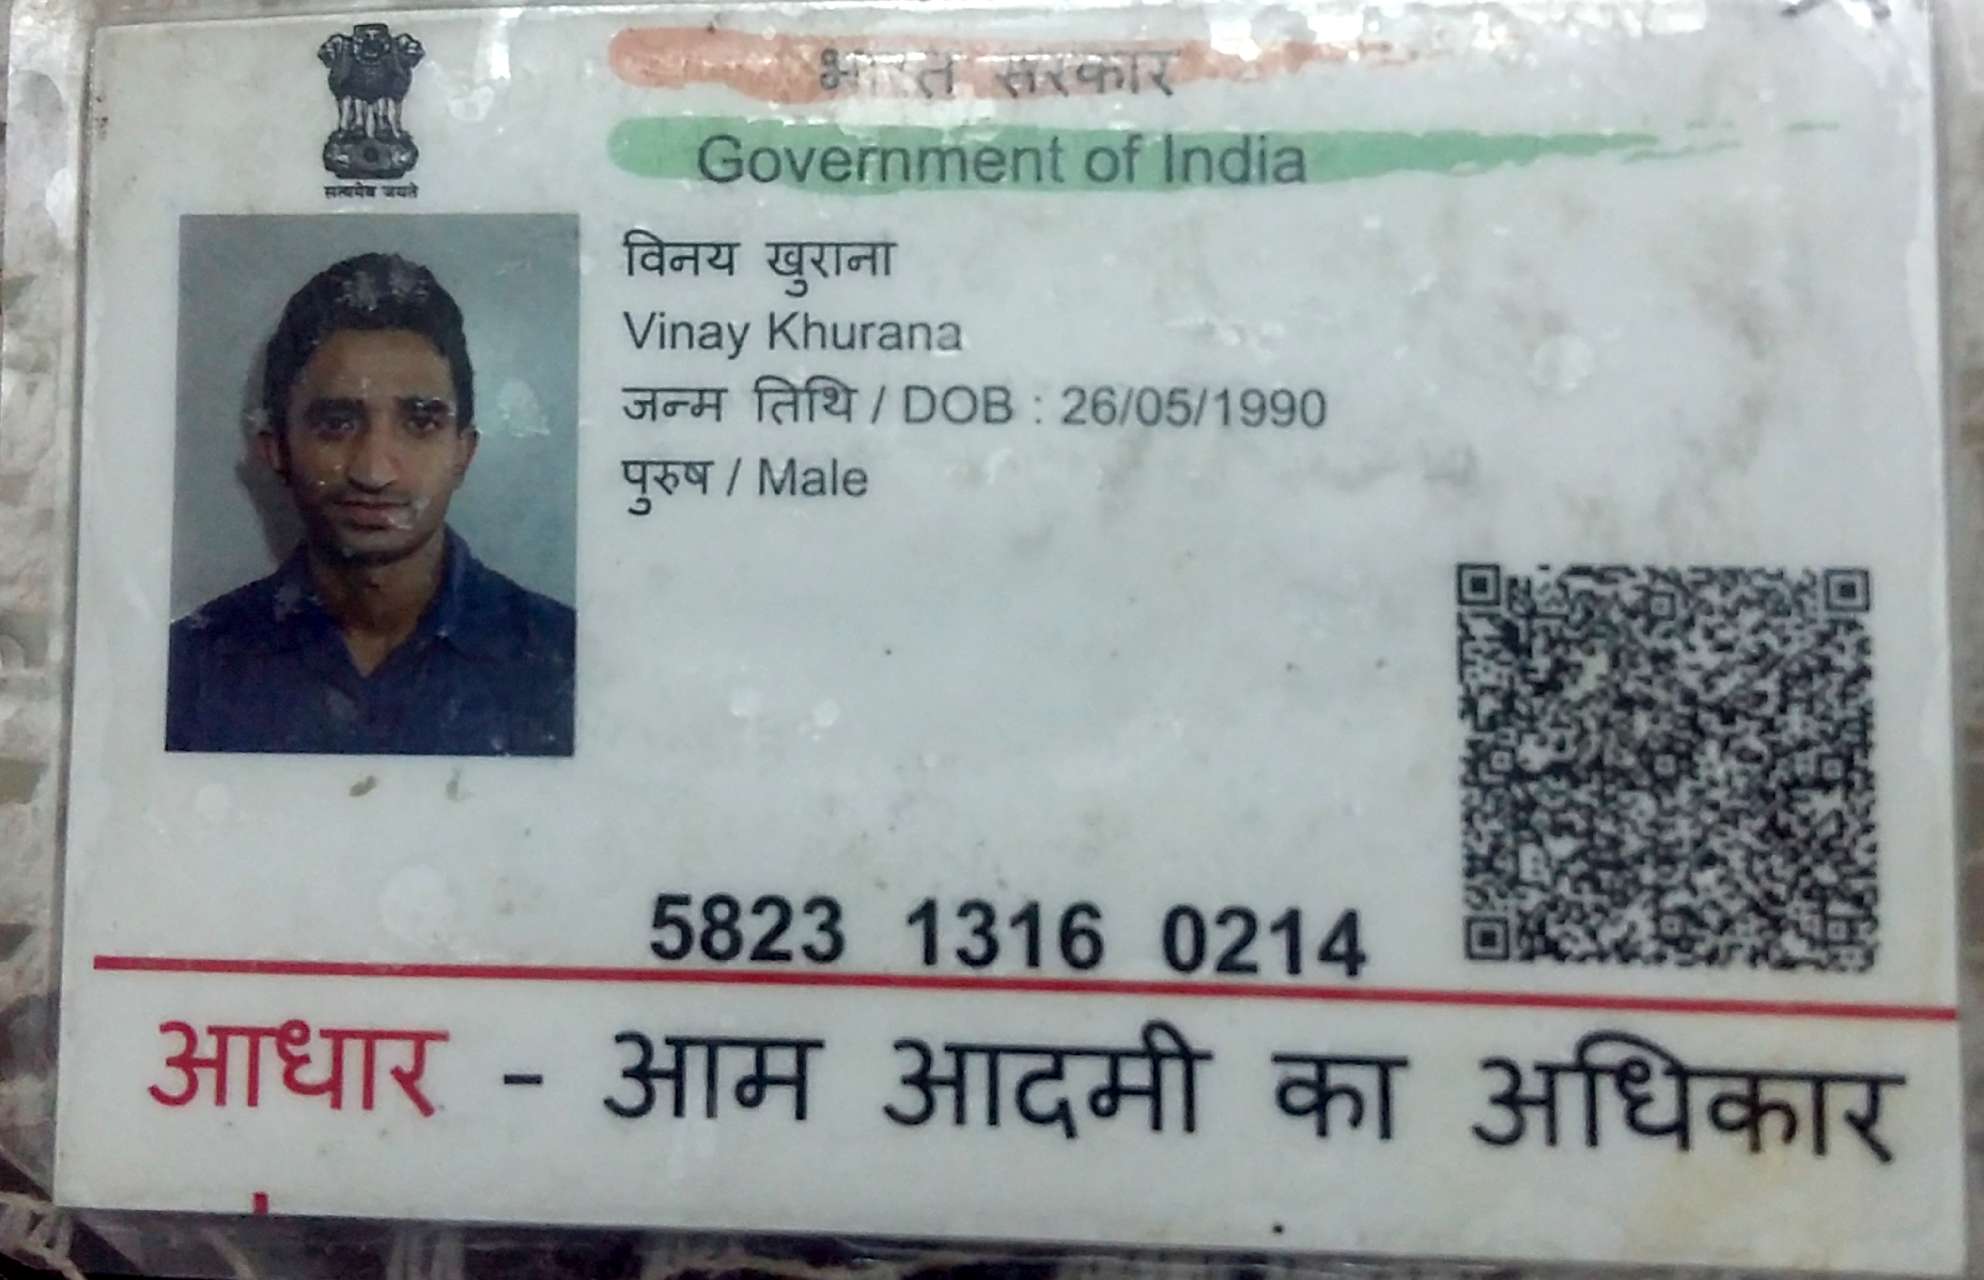 भारत सरकार
Government of India
सत्यमेव जयते
विनय खुराना
Vinay Khurana
जन्म तिथि / DOB : 26/05/1990
पुरुष / Male
5823 1316 0214
आधार - आम आदमी का अधिकार